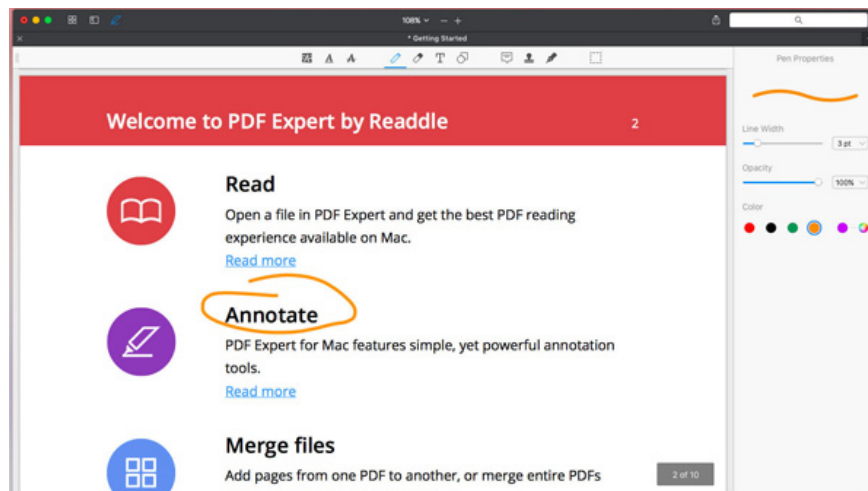 108%
* Getting Started
Pen Properties
Welcome to PDF Expert by Readdle 2
Line Width
3 pt
Opacity
100%
Color
Read
Open a file in PDF Expert and get the best PDF reading
experience available on Mac.
Read more
Annotate
PDF Expert for Mac features simple, yet powerful annotation
tools.
Read more
Merge files
Add pages from one PDF to another, or merge entire PDFs
2 of 10